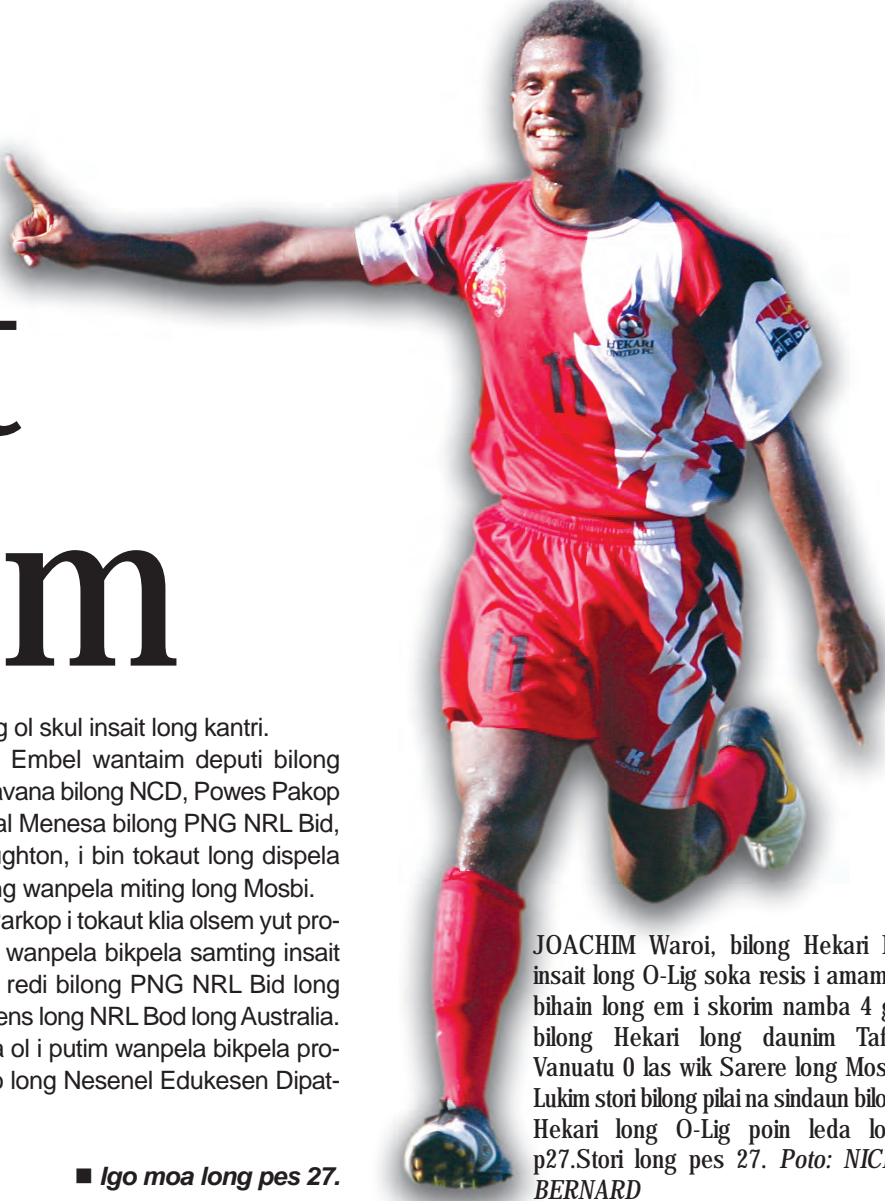 t
m
g ol skul insait long kantri.
Embel wantaim deputi bilong
avana bilong NCD, Powes Pakop
al Menesa bilong PNG NRL Bid,
ughton, i bin tokaut long dispela
ng wanpela miting long Mosbi.
Parkop i tokaut klia olsem yut pro-
wanpela bikpela samting insait
redi bilong PNG NRL Bid long
ens long NRL Bod long Australia.
a ol i putim wanpela bikpela pro-
o long Nesenel Edukesen Dipat-
■ Igo moa long pes 27.
HEKARI
UNITED FC
11
MRDC
11
K
JOACHIM Waroi, bilong Hekari
insait long O-Lig soka resis i amam
bihain long em i skorim namba 4 g
bilong Hekari long daunim Taf
Vanuatu 0 las wik Sarere long Mos
Lukim stori bilong pilai na sindaun bilo
Hekari long O-Lig poin leda lo
p27.Stori long pes 27. Poto: NIC
BERNARD